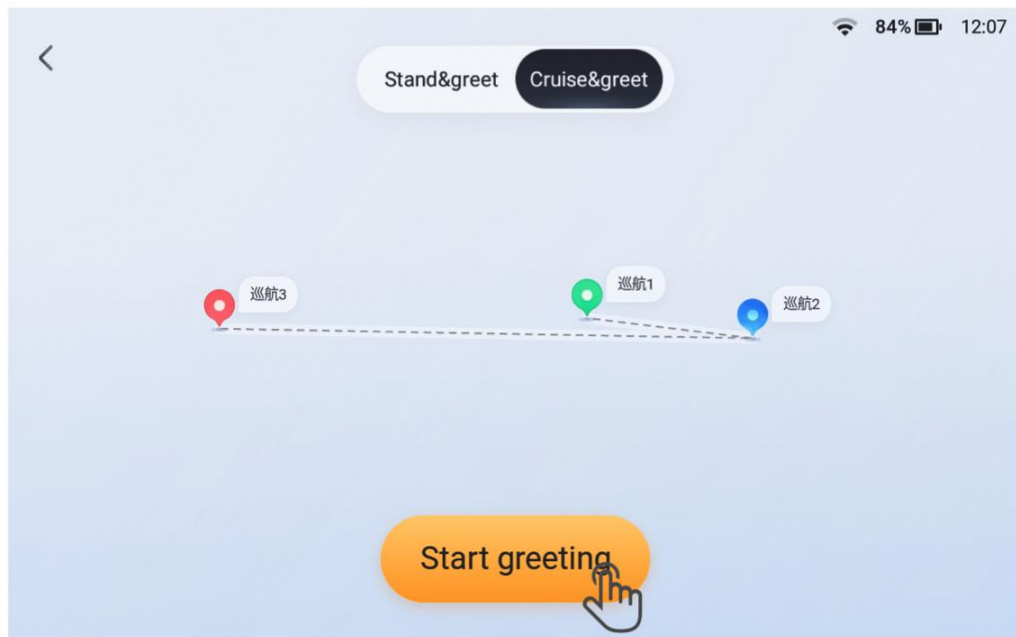 84% 12:07
Stand&greet Cruise&greet
巡航3
巡航1
巡航2
Start greeting